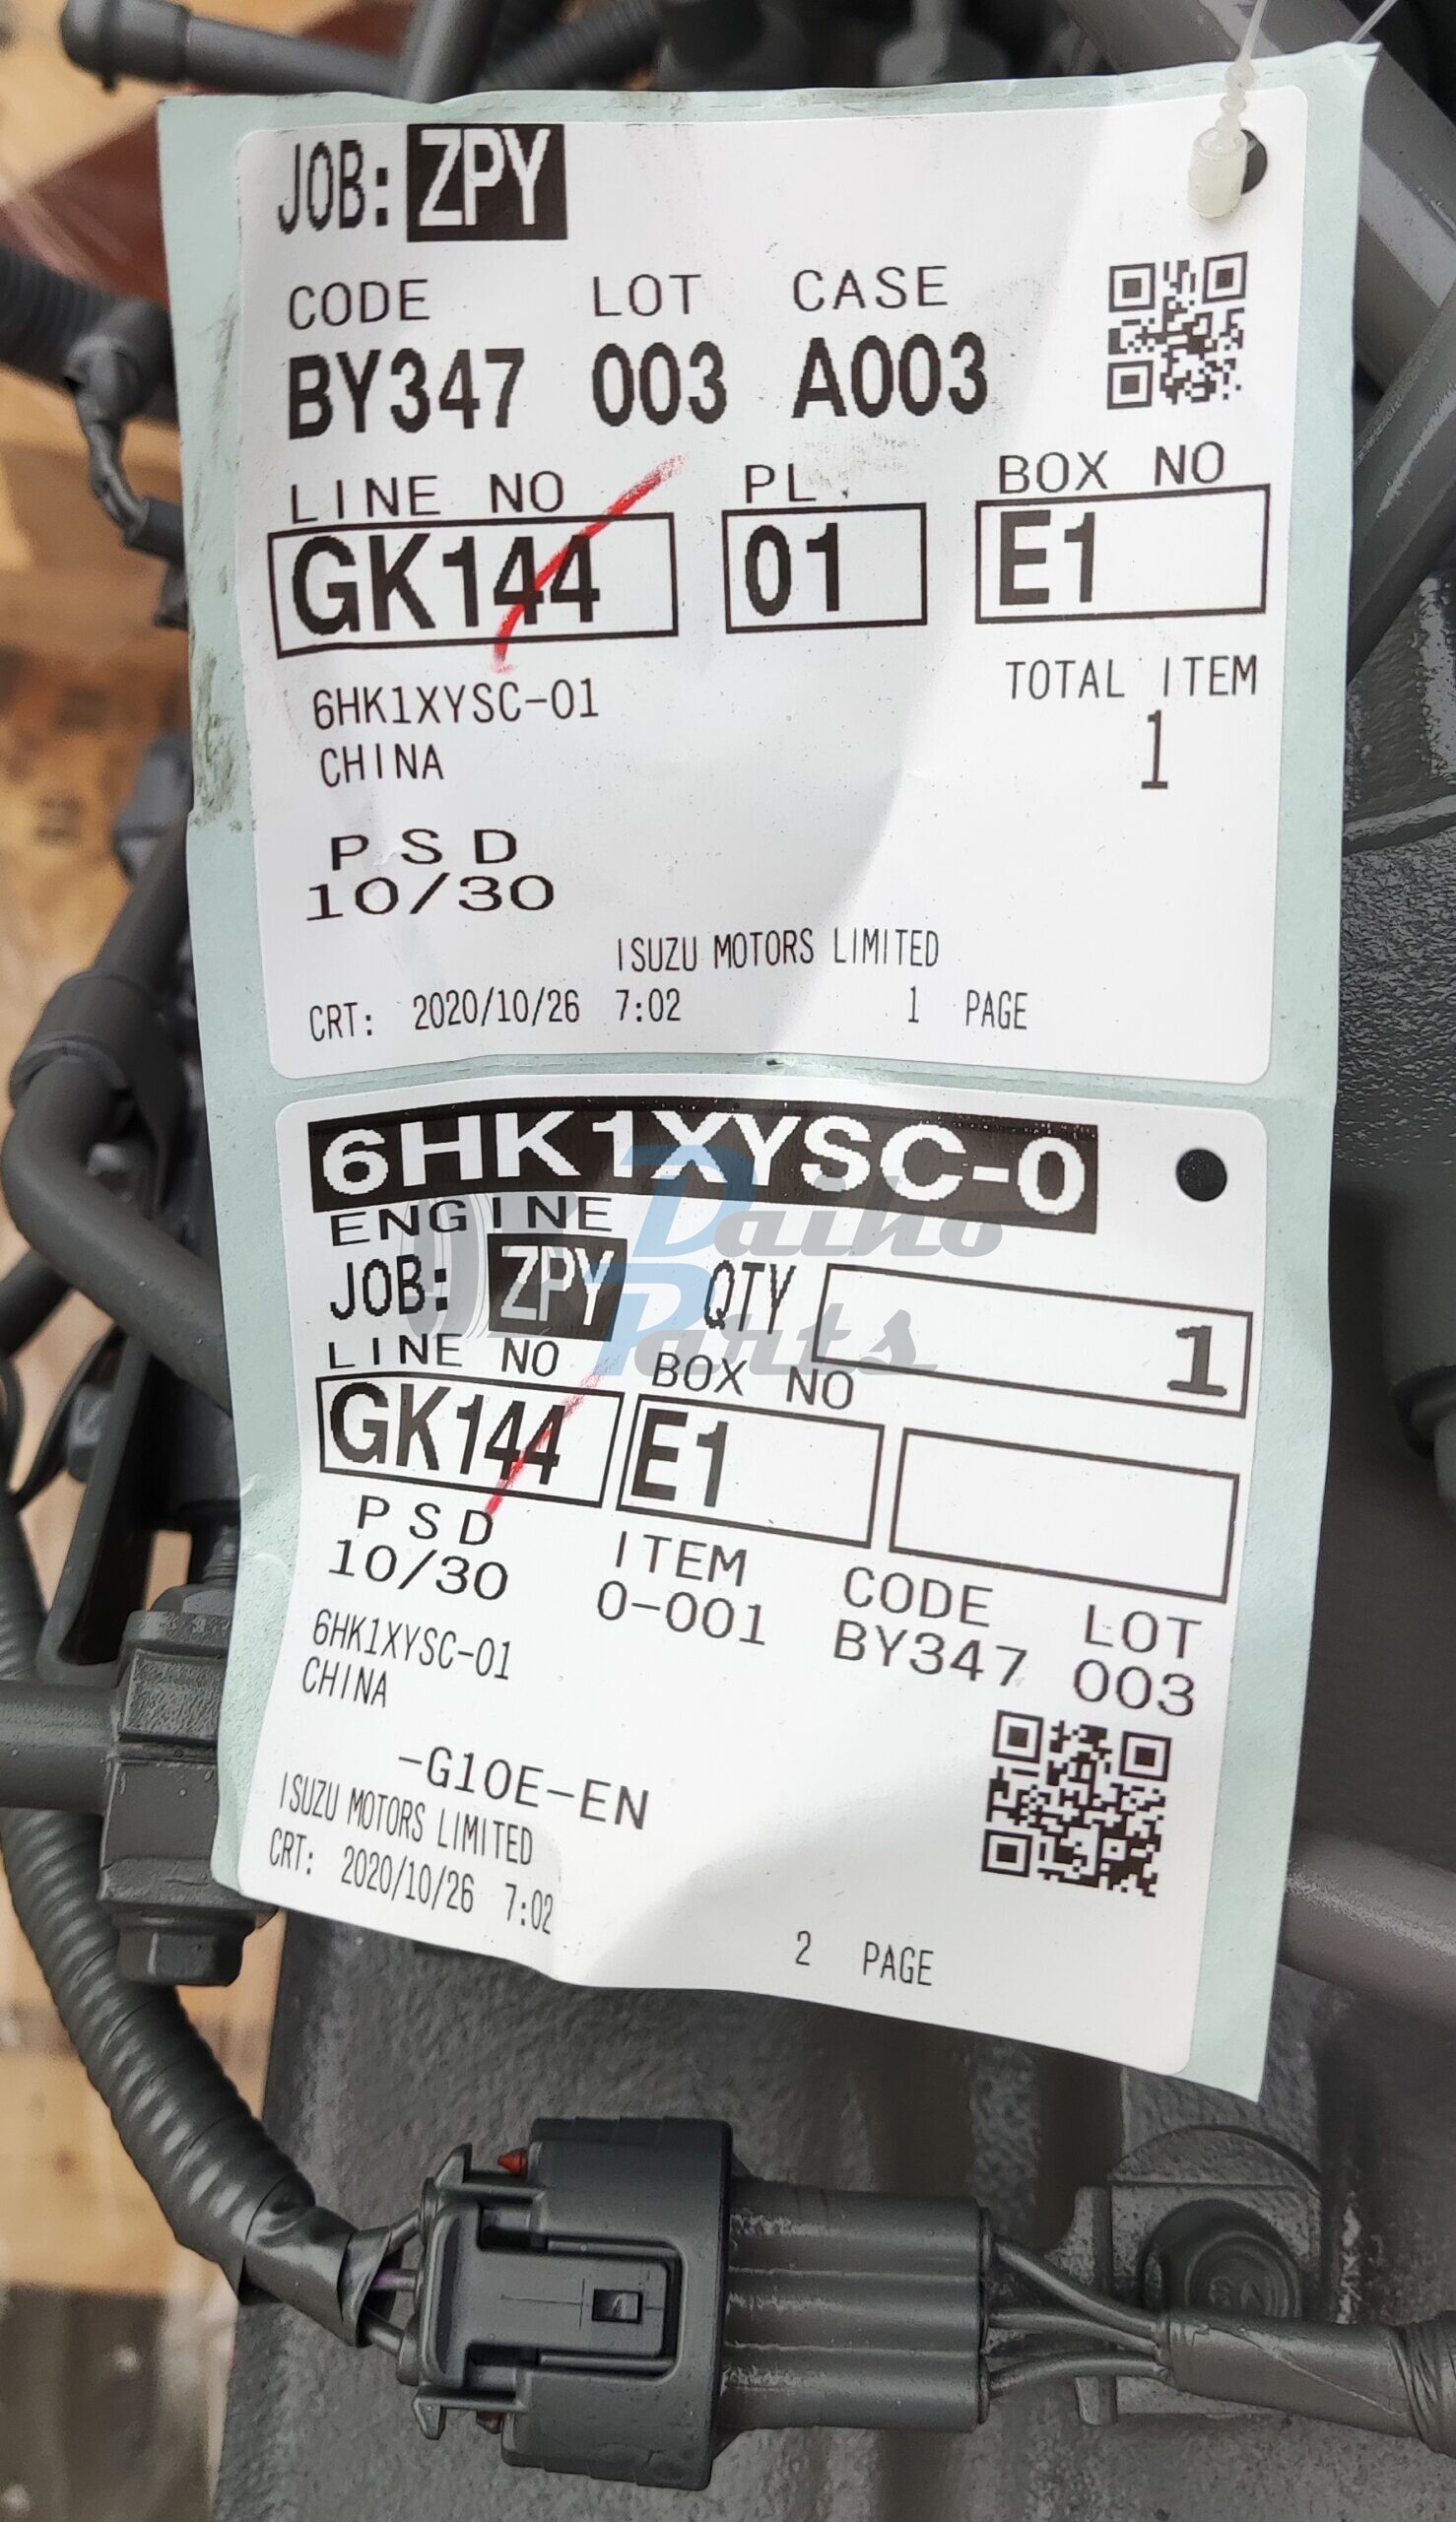 JOB: ZPY
CODE LOT CASE
BY347 003 A003
LINE NO PL. BOX NO
GK144 01 E1
6HK1XYSC-01 TOTAL ITEM
CHINA 1
PSD
10/30
ISUZU MOTORS LIMITED
CRT: 2020/10/26 7:02 1 PAGE
6HK1XYSC-0
ENGINE
JOB: ZPY QTY 1
LINE NO BOX NO
GK144 E1
PSD ITEM CODE LOT
10/30 0-001 BY347 003
6HK1XYSC-01
CHINA
-G10E-EN
ISUZU MOTORS LIMITED
CRT: 2020/10/26 7:02
2 PAGE
Daiho
Parts